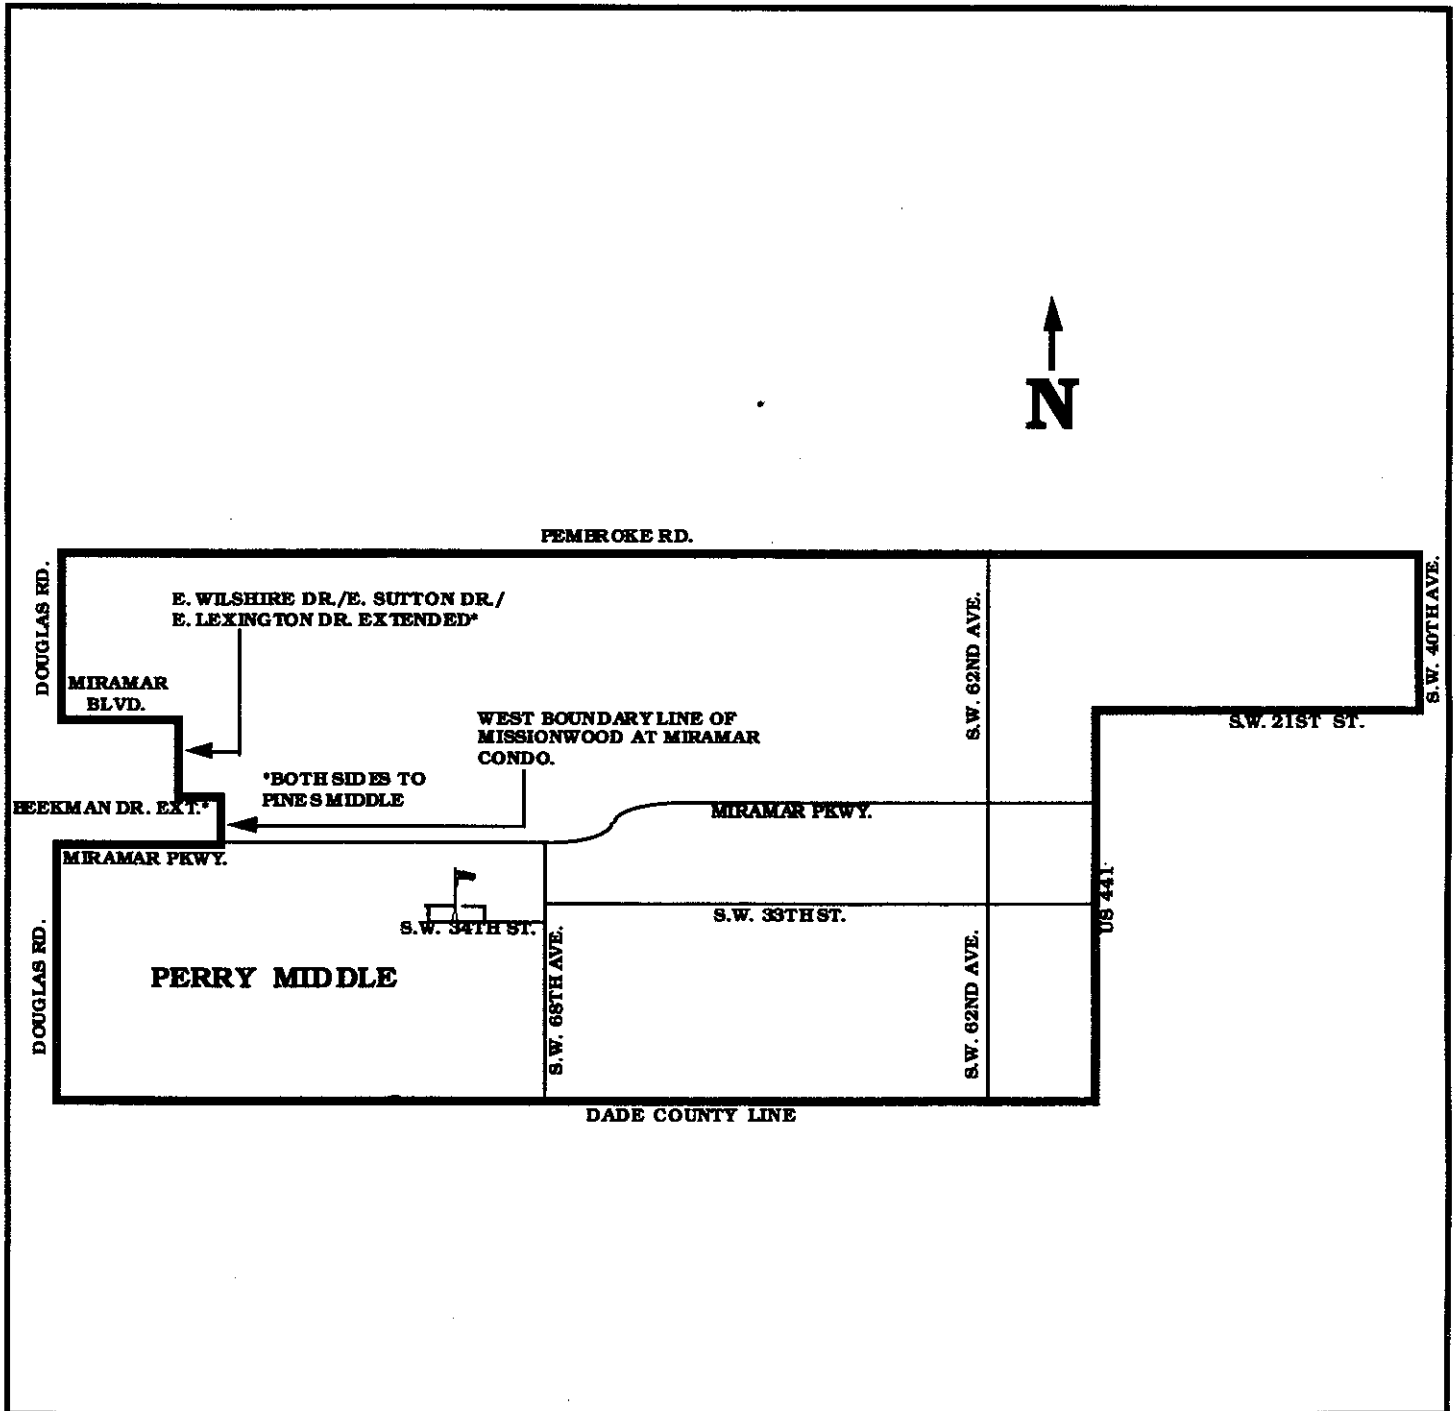 N
PEMBROKE RD.
DOUGLAS RD.
E. WILSHIRE DR./E. SUTTON DR./
E. LEXINGTON DR. EXTENDED*
S.W. 62ND AVE.
S.W. 40TH AVE.
MIRAMAR
BLVD.
WEST BOUNDARY LINE OF
MISSIONWOOD AT MIRAMAR
CONDO.
S.W. 21ST ST.
*BOTH SIDES TO
PINES MIDDLE
BEEKMAN DR. EXT.*
MIRAMAR PKWY.
MIRAMAR PKWY.
US 441
S.W. 33TH ST.
S.W. 34TH ST.
DOUGLAS RD.
PERRY MIDDLE
S.W. 68TH AVE.
S.W. 62ND AVE.
DADE COUNTY LINE